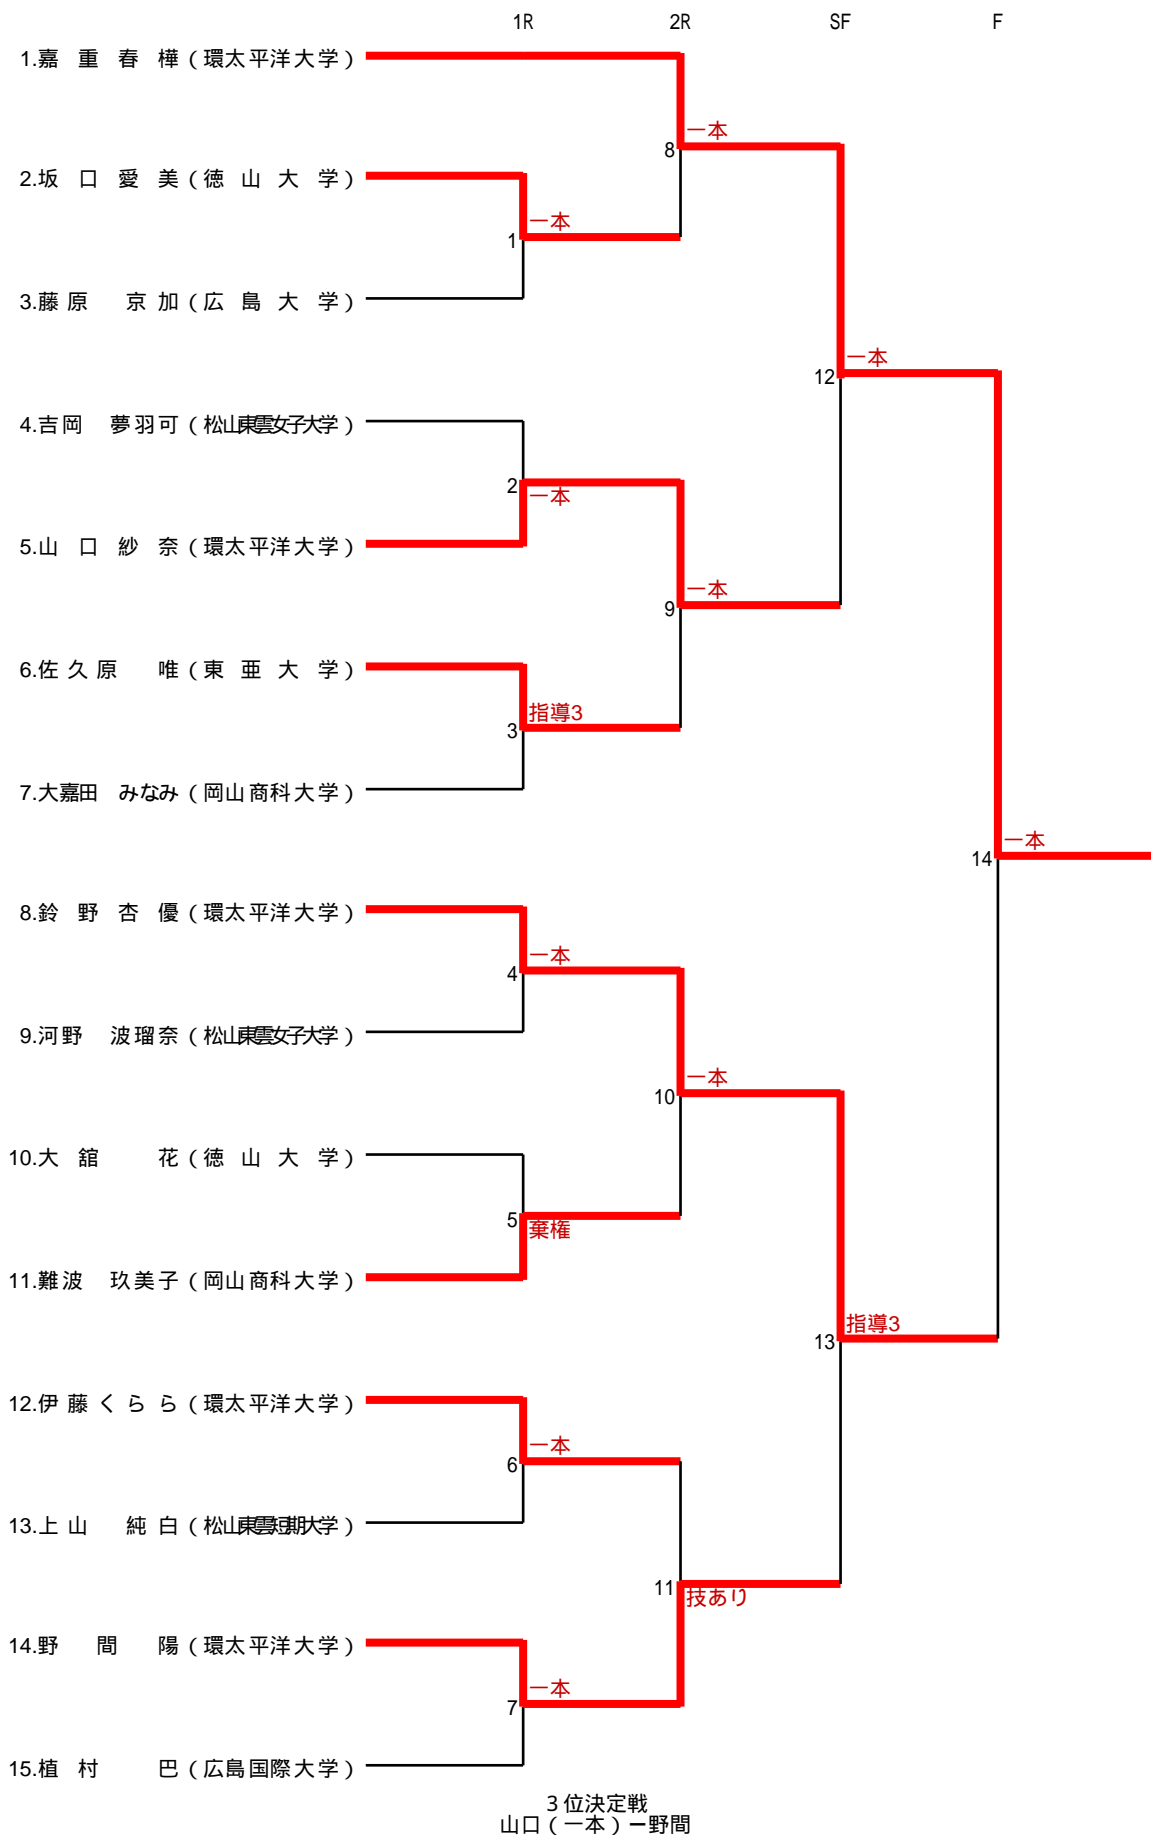 1R 2R SF F
1.嘉重春樺(環太平洋大学)
一本
8
2.坂口愛美(徳山大学)
一本
1
3.藤原 京加(広島大学)
一本
12
4.吉岡 夢羽可(松山東雲女子大学)
2
一本
5.山口紗奈(環太平洋大学)
一本
9
6.佐久原 唯(東亜大学)
指導3
3
7.大嘉田 みなみ(岡山商科大学)
一本
14
8.鈴野杏優(環太平洋大学)
一本
4
9.河野 波瑠奈(松山東雲女子大学)
一本
10
10.大舘 花(徳山大学)
5
棄権
11.難波 玖美子(岡山商科大学)
指導3
13
12.伊藤くらら(環太平洋大学)
一本
6
13.上山 純白(松山東雲短期大学)
11
技あり
14.野間 陽(環太平洋大学)
一本
7
15.植村 巴(広島国際大学)
3位決定戦
山口(一本)ー野間